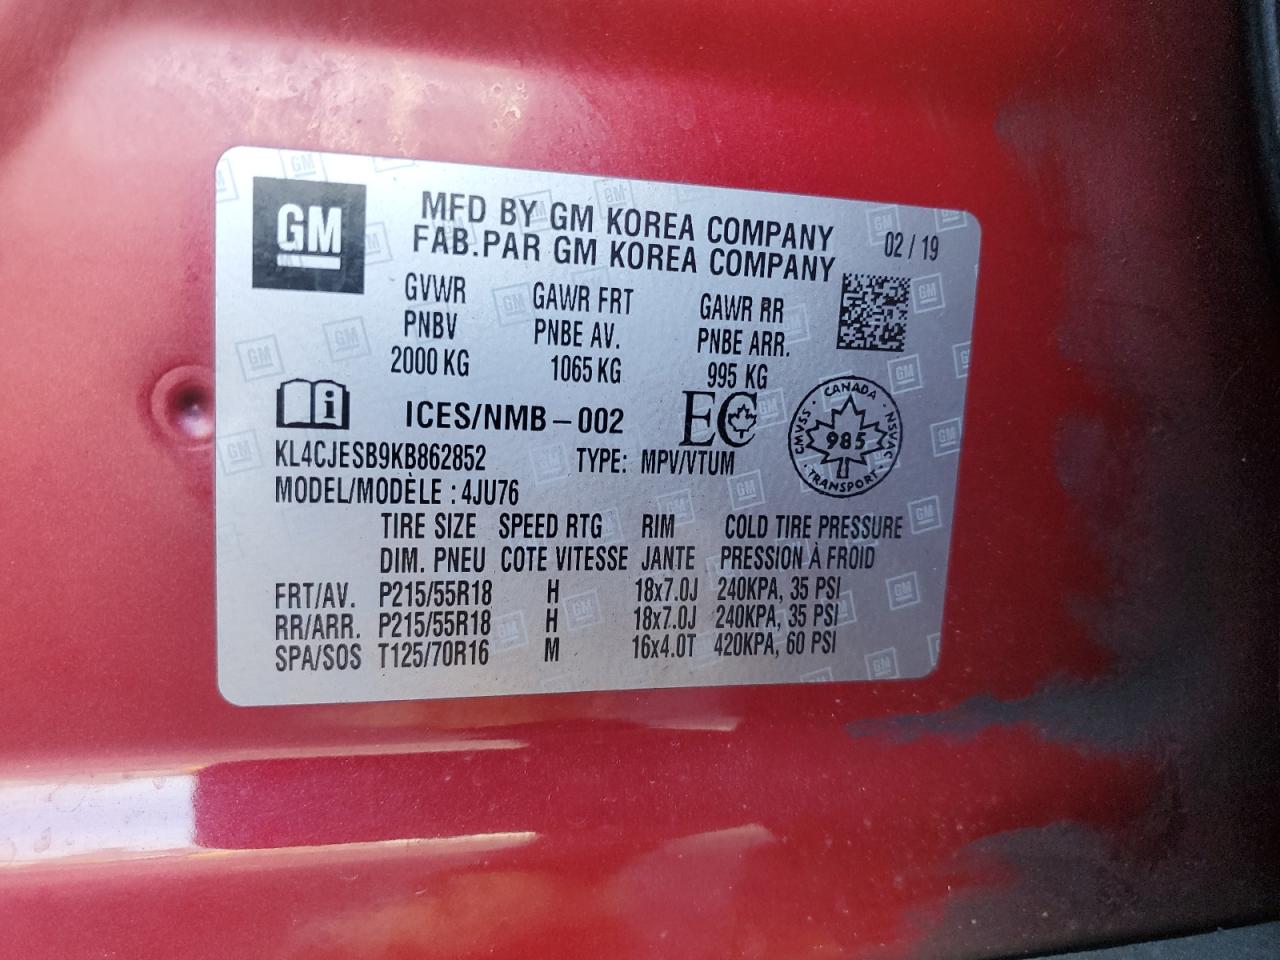 GM
MFD BY GM KOREA COMPANY 02 / 19
FAB.PAR GM KOREA COMPANY
GVWR GAWR FRT GAWR RR
PNBV PNBE AV. PNBE ARR.
2000 KG 1065 KG 995 KG
ICES/NMB-002 EC
CANADA
CMVSS · NSVAC
985
TRANSPORT
KL4CJESB9KB862852 TYPE: MPV/VTUM
MODEL/MODÈLE : 4JU76
TIRE SIZE SPEED RTG RIM COLD TIRE PRESSURE
DIM. PNEU COTE VITESSE JANTE PRESSION À FROID
FRT/AV. P215/55R18 H 18x7.0J 240KPA, 35 PSI
RR/ARR. P215/55R18 H 18x7.0J 240KPA, 35 PSI
SPA/SOS T125/70R16 M 16x4.0T 420KPA, 60 PSI